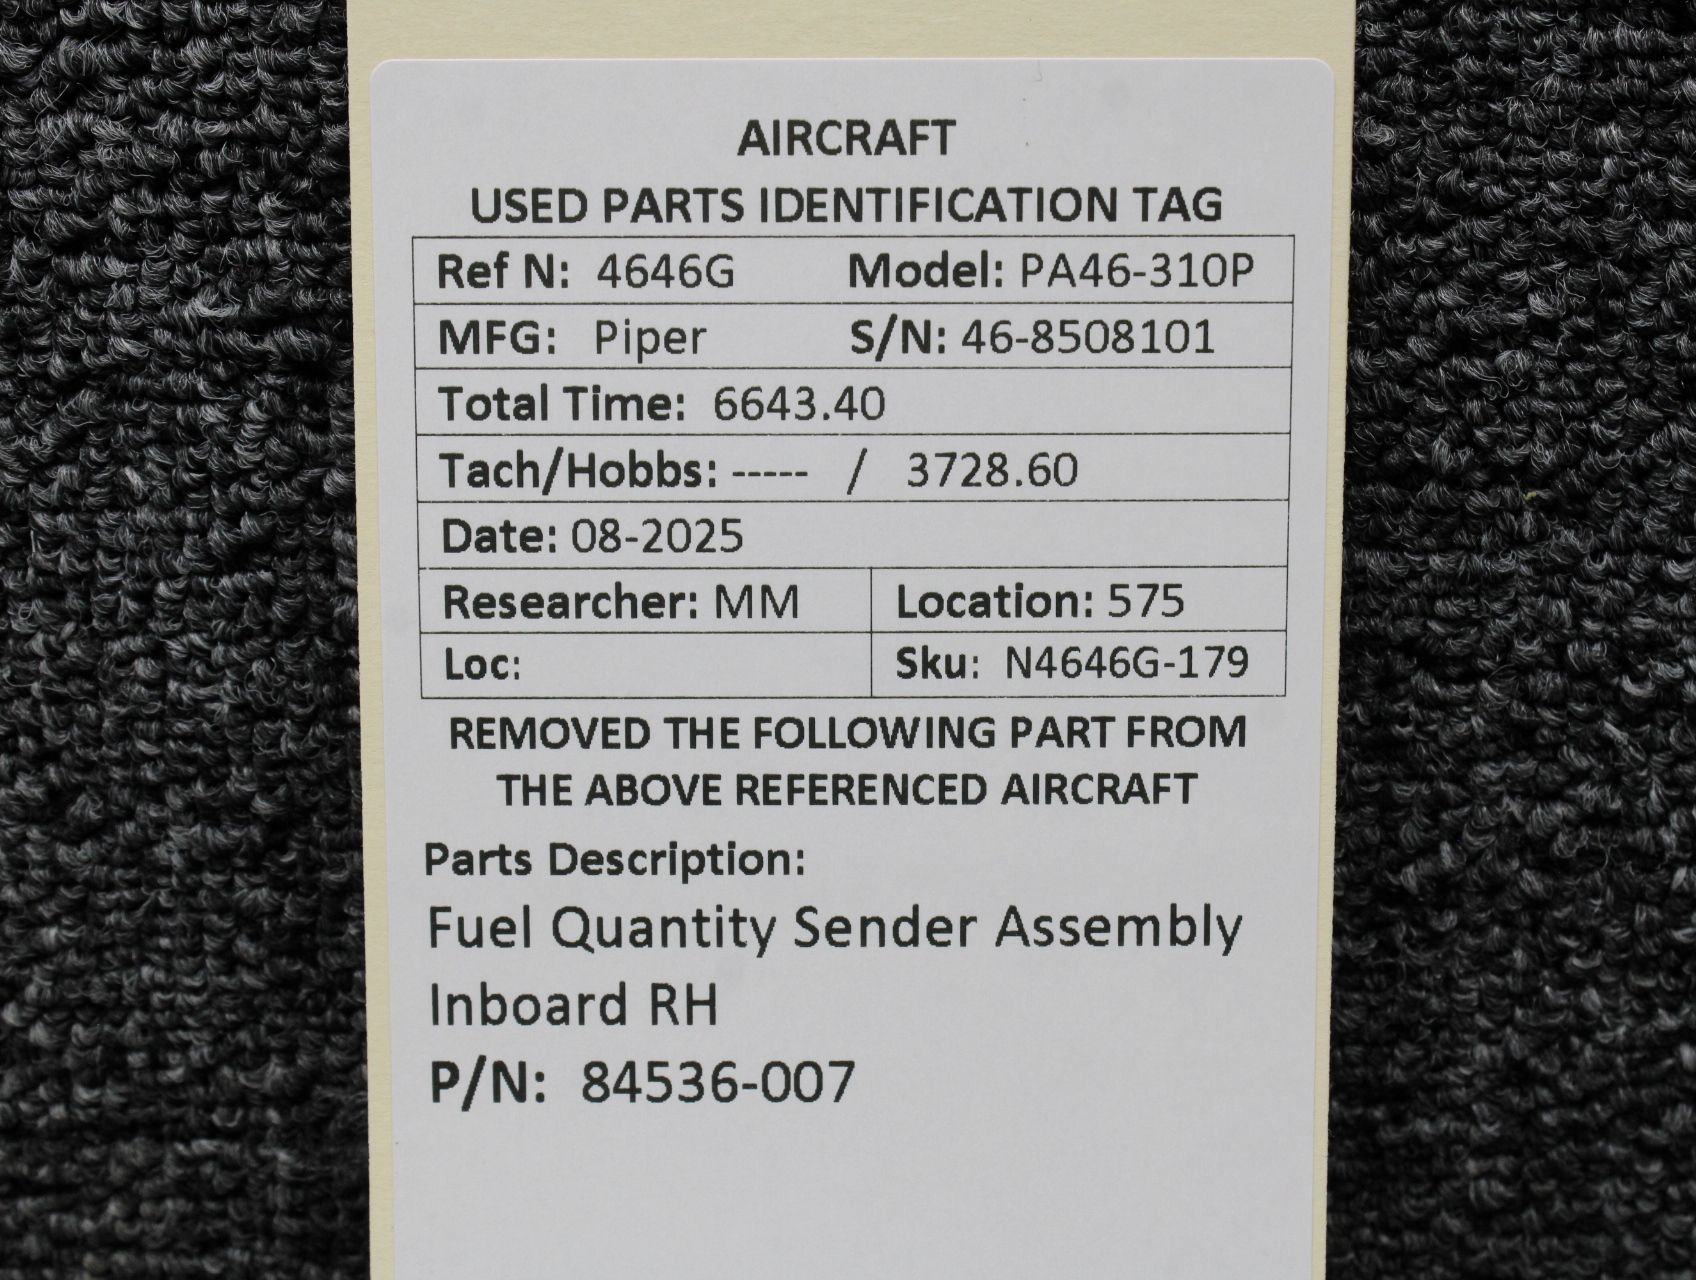 AIRCRAFT
USED PARTS IDENTIFICATION TAG
Ref N: 4646G Model: PA46-310P
MFG: Piper S/N: 46-8508101
Total Time: 6643.40
Tach/Hobbs: ----- / 3728.60
Date: 08-2025
Researcher: MM Location: 575
Loc: Sku: N4646G-179
REMOVED THE FOLLOWING PART FROM
THE ABOVE REFERENCED AIRCRAFT
Parts Description:
Fuel Quantity Sender Assembly
Inboard RH
P/N: 84536-007